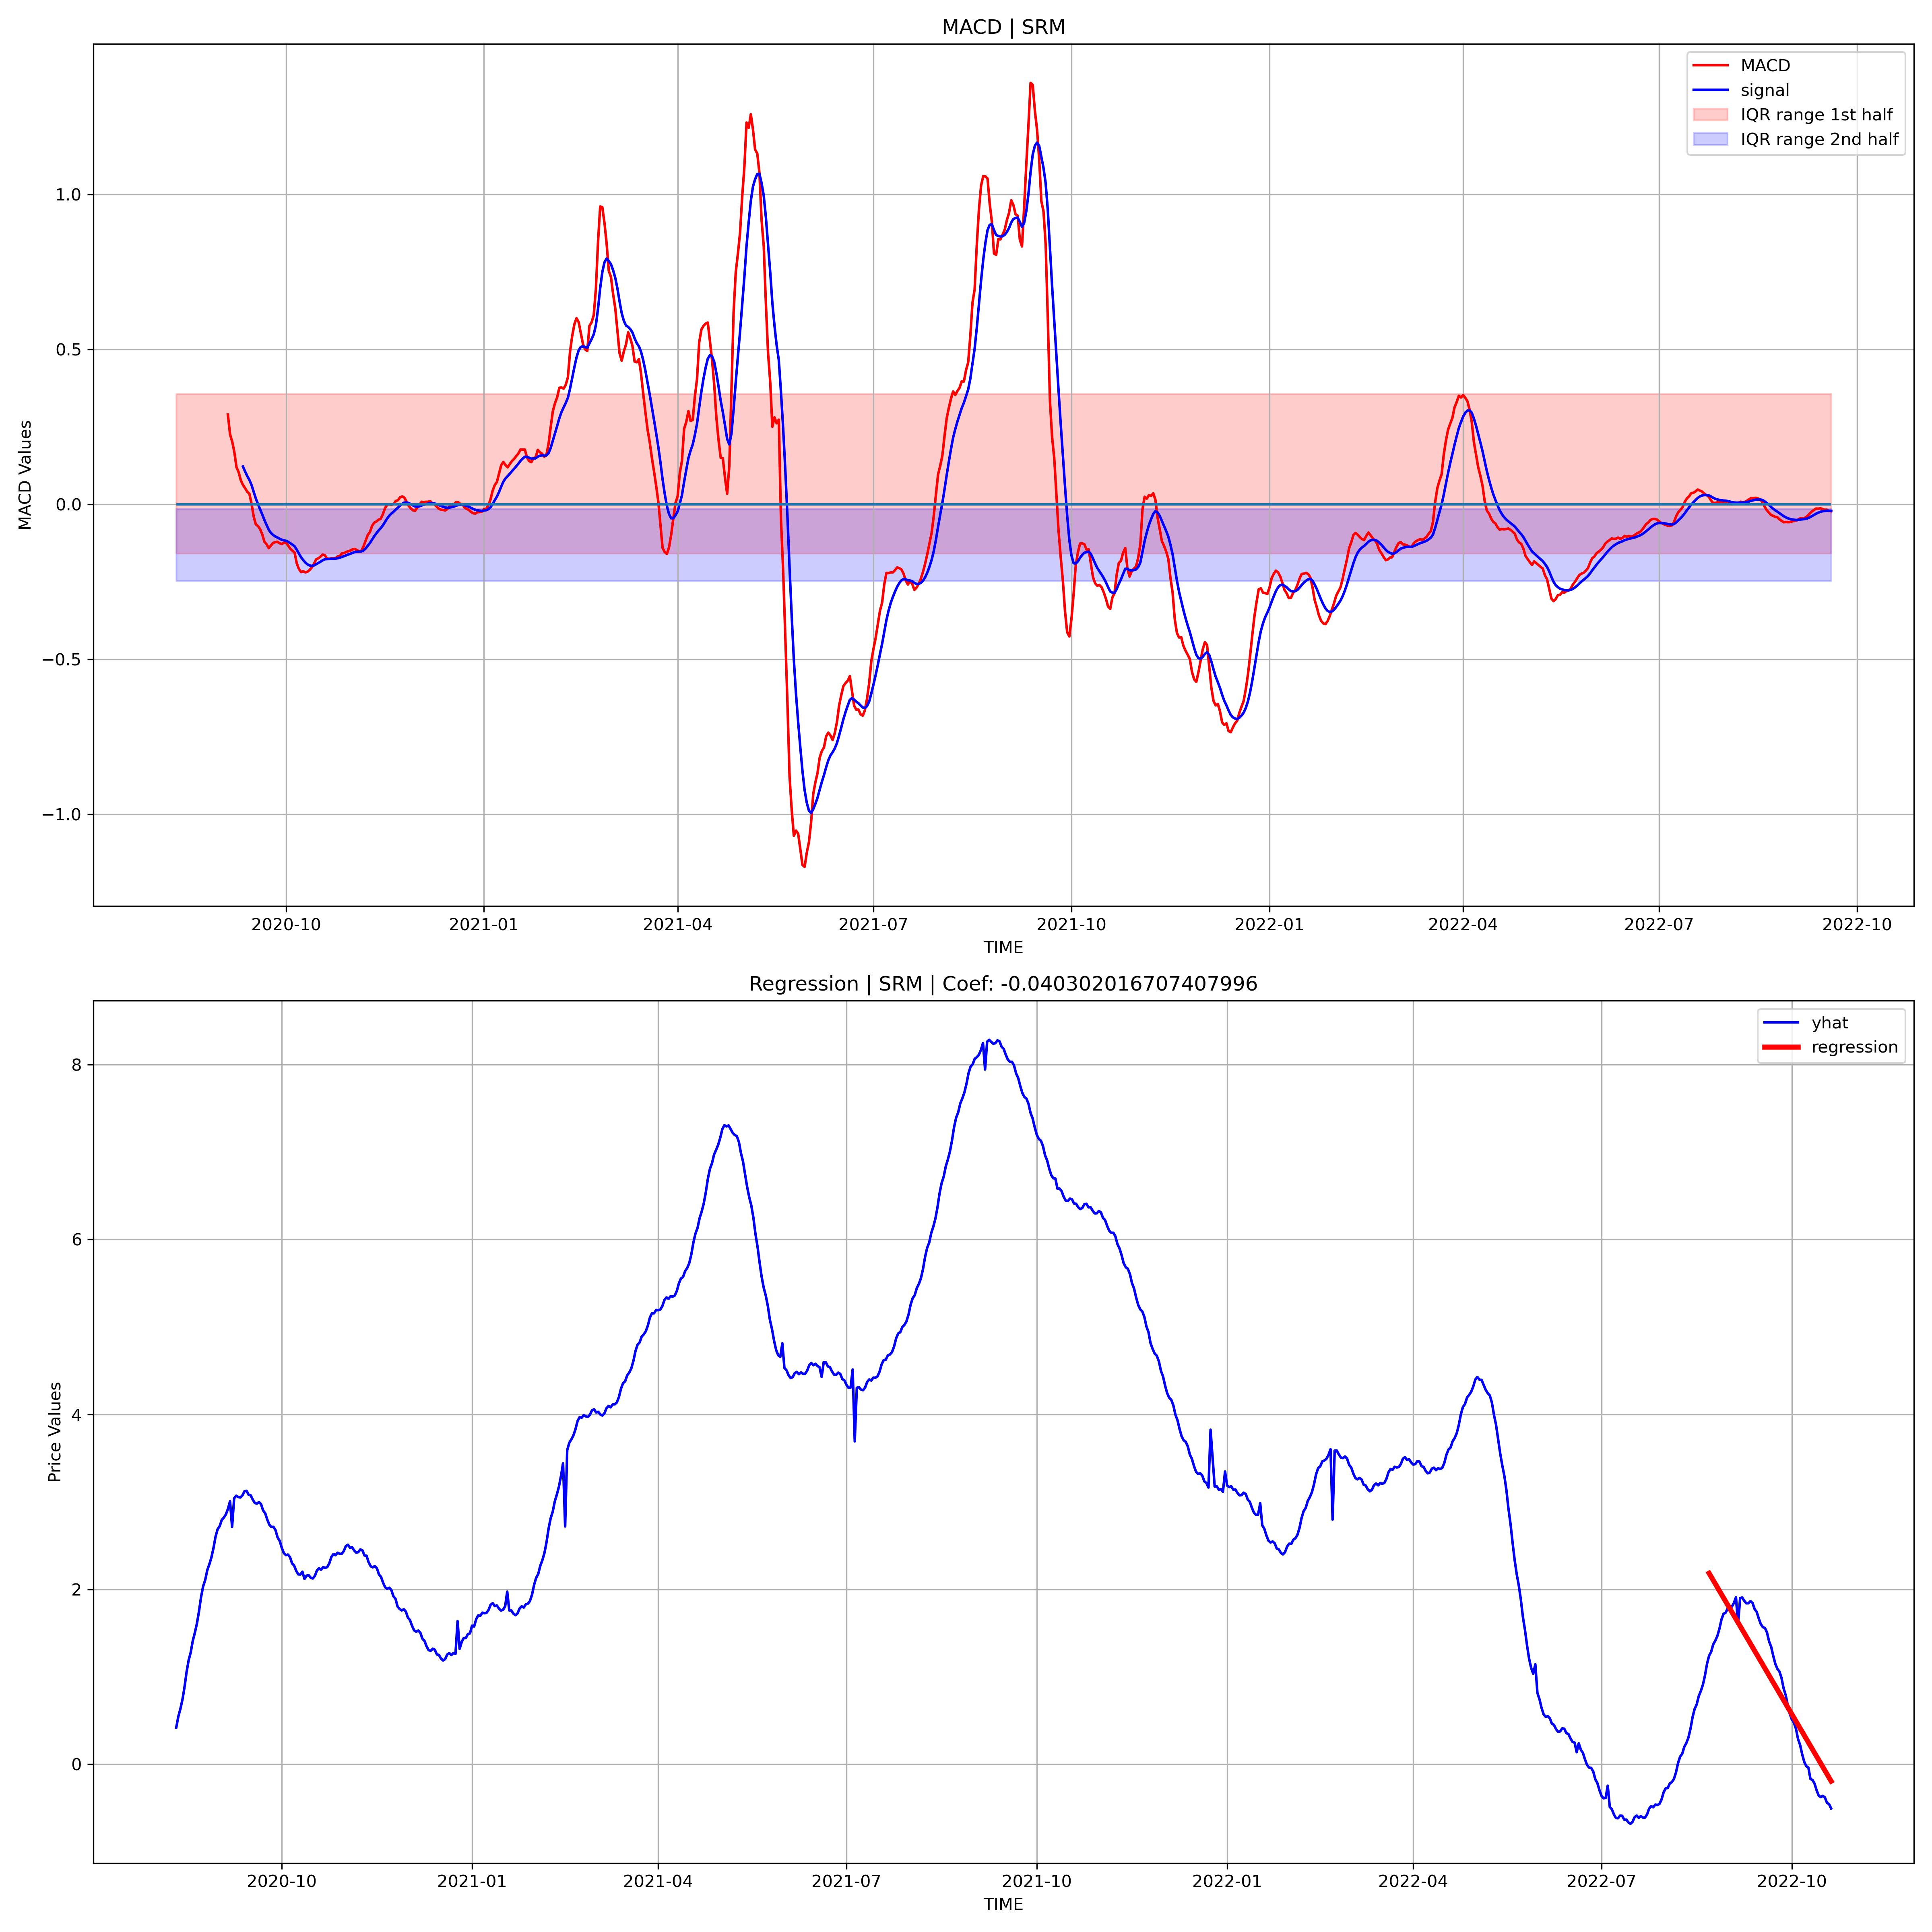 MACD | SRM
MACD
signal
IQR range 1st half
IQR range 2nd half
MACD Values
1.0
0.5
0.0
−0.5
−1.0
2020-10 2021-01 2021-04 2021-07 2021-10 2022-01 2022-04 2022-07 2022-10
TIME
Regression | SRM | Coef: -0.040302016707407996
yhat
regression
Price Values
8
6
4
2
0
2020-10 2021-01 2021-04 2021-07 2021-10 2022-01 2022-04 2022-07 2022-10
TIME